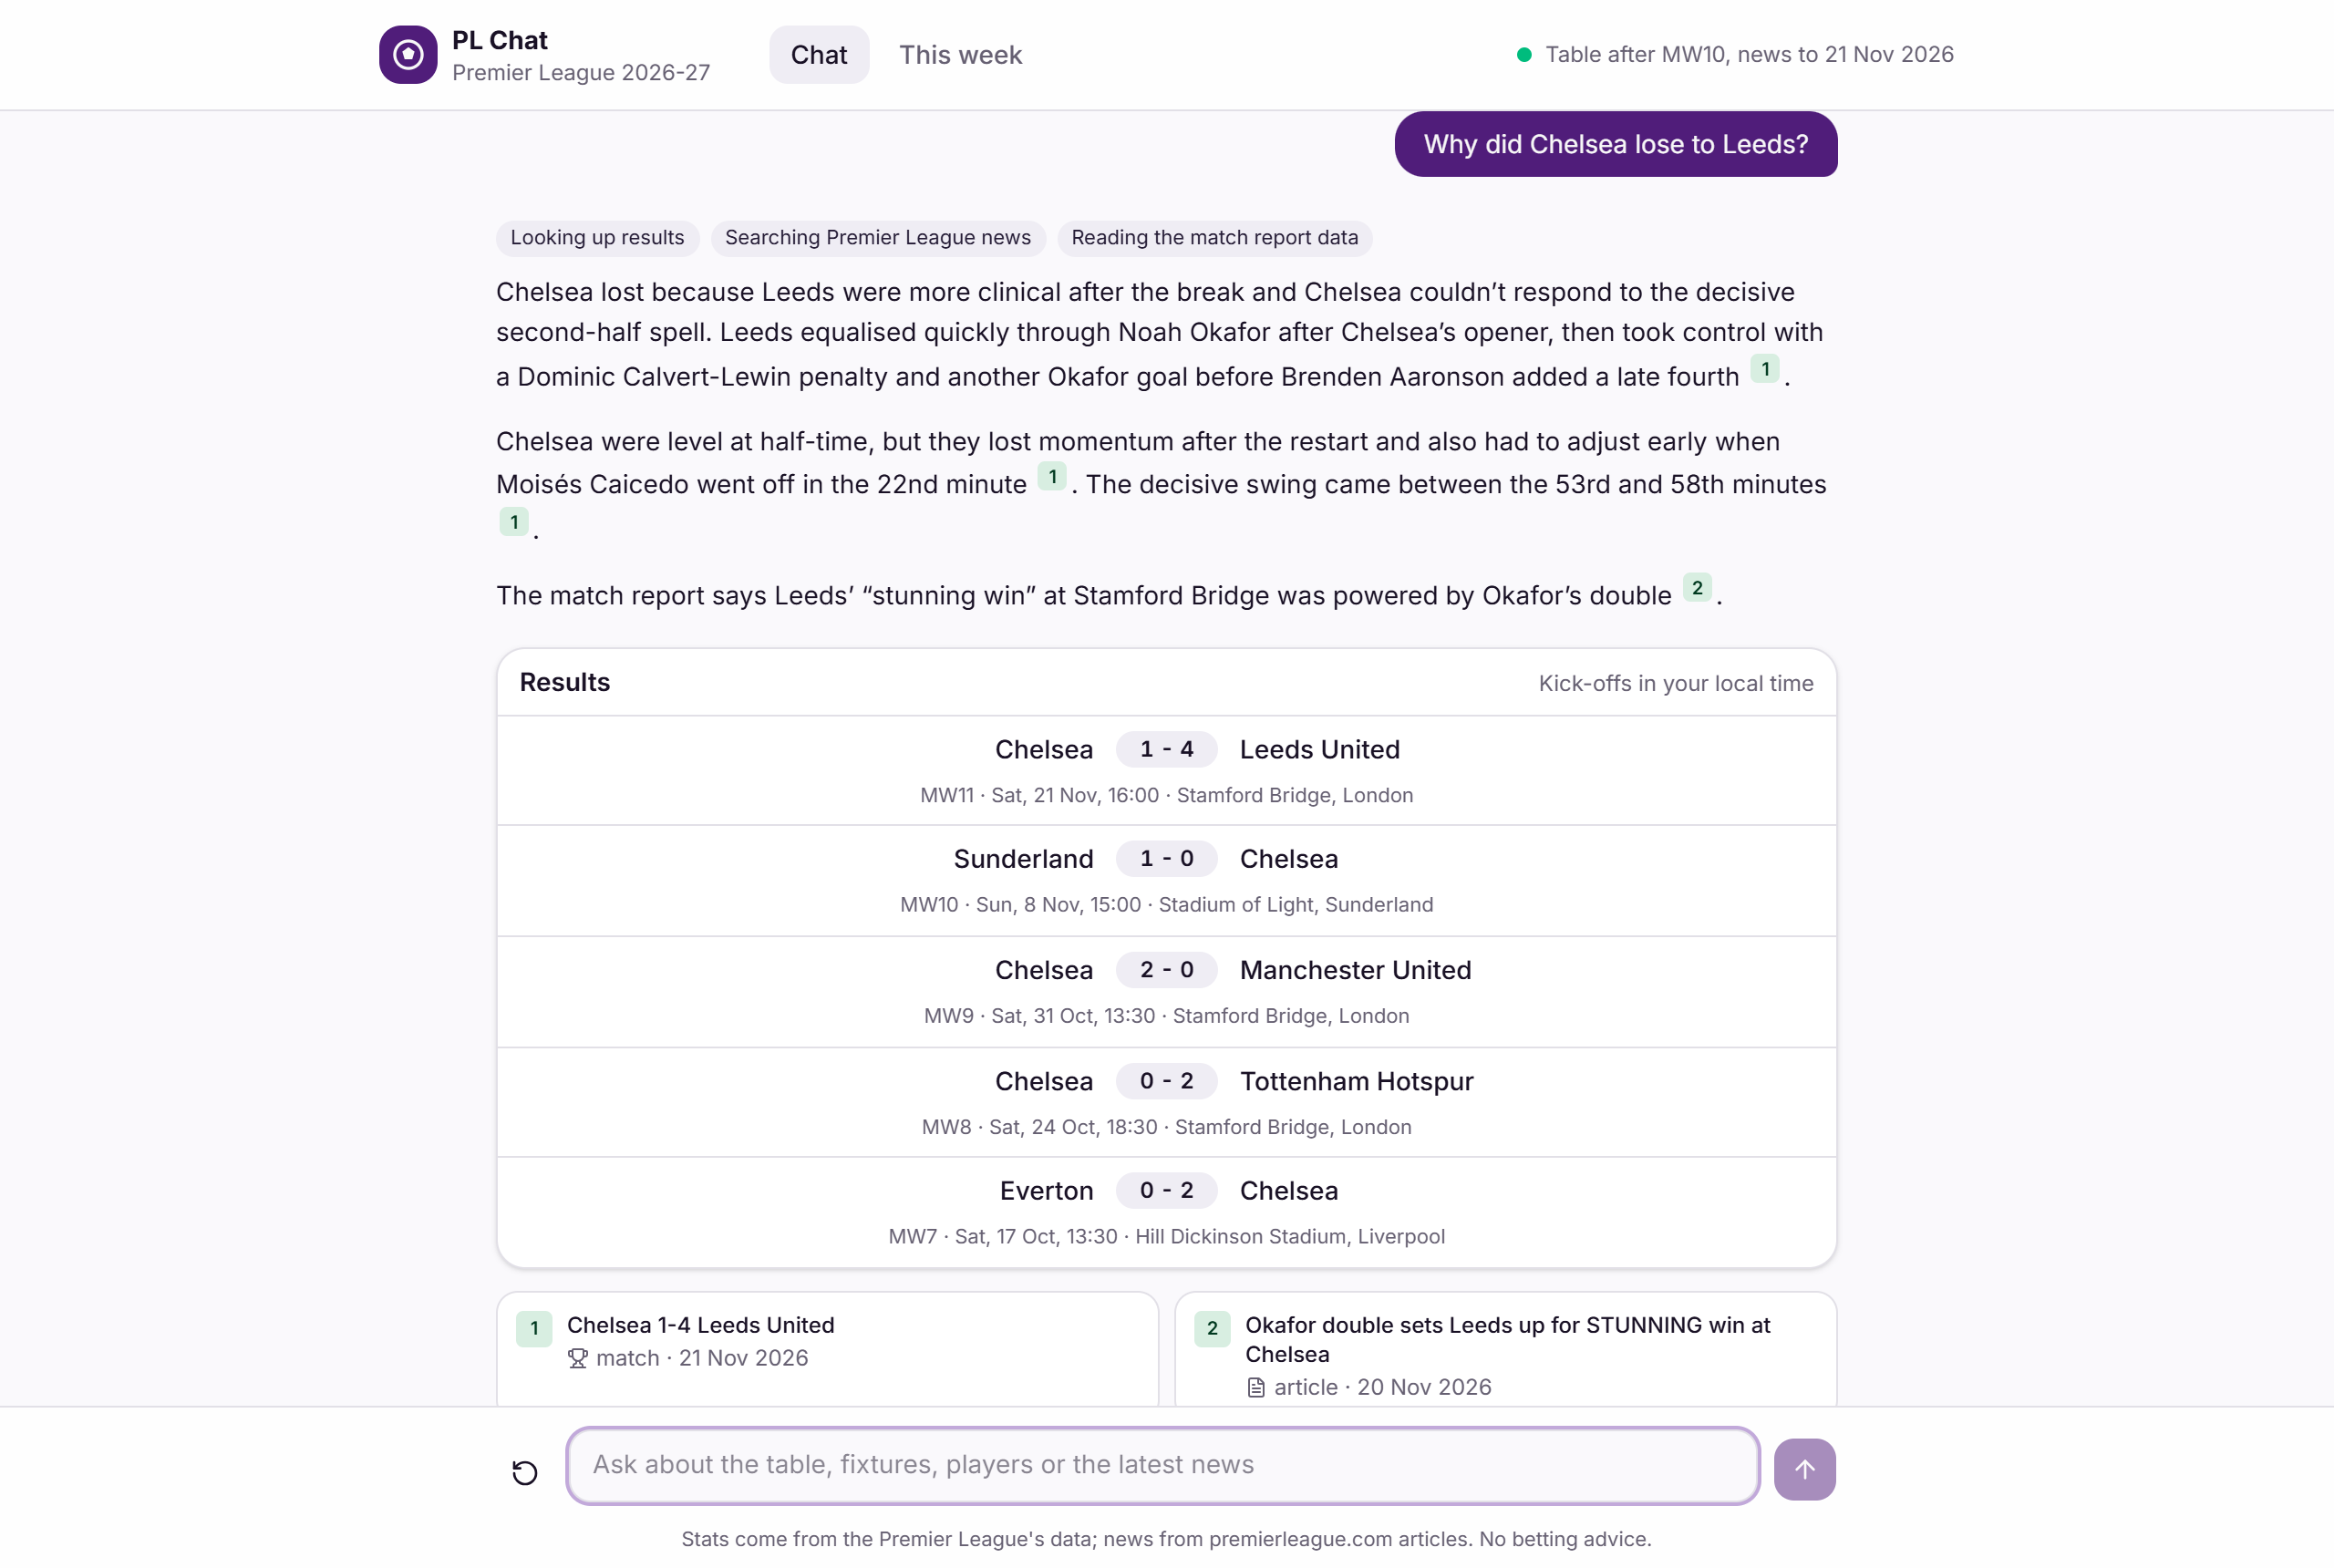 PL Chat
Premier League 2026-27
Chat
This week
Table after MW10, news to 21 Nov 2026
Why did Chelsea lose to Leeds?
Looking up results
Searching Premier League news
Reading the match report data
Chelsea lost because Leeds were more clinical after the break and Chelsea couldn’t respond to the decisive
second-half spell. Leeds equalised quickly through Noah Okafor after Chelsea’s opener, then took control with
a Dominic Calvert-Lewin penalty and another Okafor goal before Brenden Aaronson added a late fourth 1 .
Chelsea were level at half-time, but they lost momentum after the restart and also had to adjust early when
Moisés Caicedo went off in the 22nd minute 1 . The decisive swing came between the 53rd and 58th minutes
1 .
The match report says Leeds’ “stunning win” at Stamford Bridge was powered by Okafor’s double 2 .
Results
Kick-offs in your local time
Chelsea 1 - 4 Leeds United
MW11 · Sat, 21 Nov, 16:00 · Stamford Bridge, London
Sunderland 1 - 0 Chelsea
MW10 · Sun, 8 Nov, 15:00 · Stadium of Light, Sunderland
Chelsea 2 - 0 Manchester United
MW9 · Sat, 31 Oct, 13:30 · Stamford Bridge, London
Chelsea 0 - 2 Tottenham Hotspur
MW8 · Sat, 24 Oct, 18:30 · Stamford Bridge, London
Everton 0 - 2 Chelsea
MW7 · Sat, 17 Oct, 13:30 · Hill Dickinson Stadium, Liverpool
1 Chelsea 1-4 Leeds United
match · 21 Nov 2026
2 Okafor double sets Leeds up for STUNNING win at
Chelsea
article · 20 Nov 2026
Ask about the table, fixtures, players or the latest news
Stats come from the Premier League's data; news from premierleague.com articles. No betting advice.